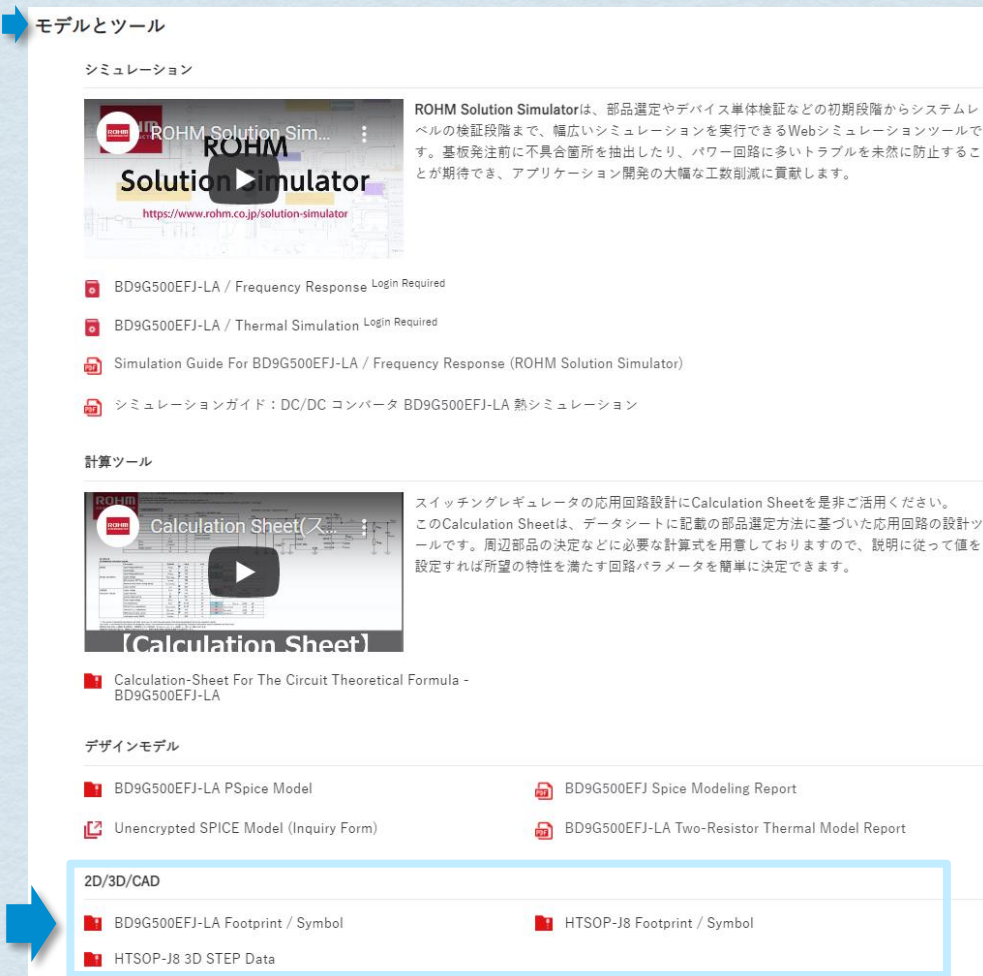 モデルとツール
シミュレーション
ROHM Solution Sim...
ROHM
Solution Simulator
https://www.rohm.co.jp/solution-simulator
ROHM Solution Simulatorは、部品選定やデバイス単体検証などの初期段階からシステムレ
ベルの検証段階まで、幅広いシミュレーションを実行できるWebシミュレーションツールで
す。基板発注前に不具合箇所を抽出したり、パワー回路に多いトラブルを未然に防止するこ
とが期待でき、アプリケーション開発の大幅な工数削減に貢献します。
BD9G500EFJ-LA / Frequency Response Login Required
BD9G500EFJ-LA / Thermal Simulation Login Required
Simulation Guide For BD9G500EFJ-LA / Frequency Response (ROHM Solution Simulator)
シミュレーションガイド：DC/DC コンバータ BD9G500EFJ-LA 熱シミュレーション
計算ツール
ROHM
Calculation Sheet(ス...
【Calculation Sheet】
スイッチングレギュレータの応用回路設計にCalculation Sheetを是非ご活用ください。
このCalculation Sheetは、データシートに記載の部品選定方法に基づいた応用回路の設計ツ
ールです。周辺部品の決定などに必要な計算式を用意しておりますので、説明に従って値を
設定すれば所望の特性を満たす回路パラメータを簡単に決定できます。
Calculation-Sheet For The Circuit Theoretical Formula -
BD9G500EFJ-LA
デザインモデル
BD9G500EFJ-LA PSpice Model
BD9G500EFJ Spice Modeling Report
Unencrypted SPICE Model (Inquiry Form)
BD9G500EFJ-LA Two-Resistor Thermal Model Report
2D/3D/CAD
BD9G500EFJ-LA Footprint / Symbol
HTSOP-J8 Footprint / Symbol
HTSOP-J8 3D STEP Data